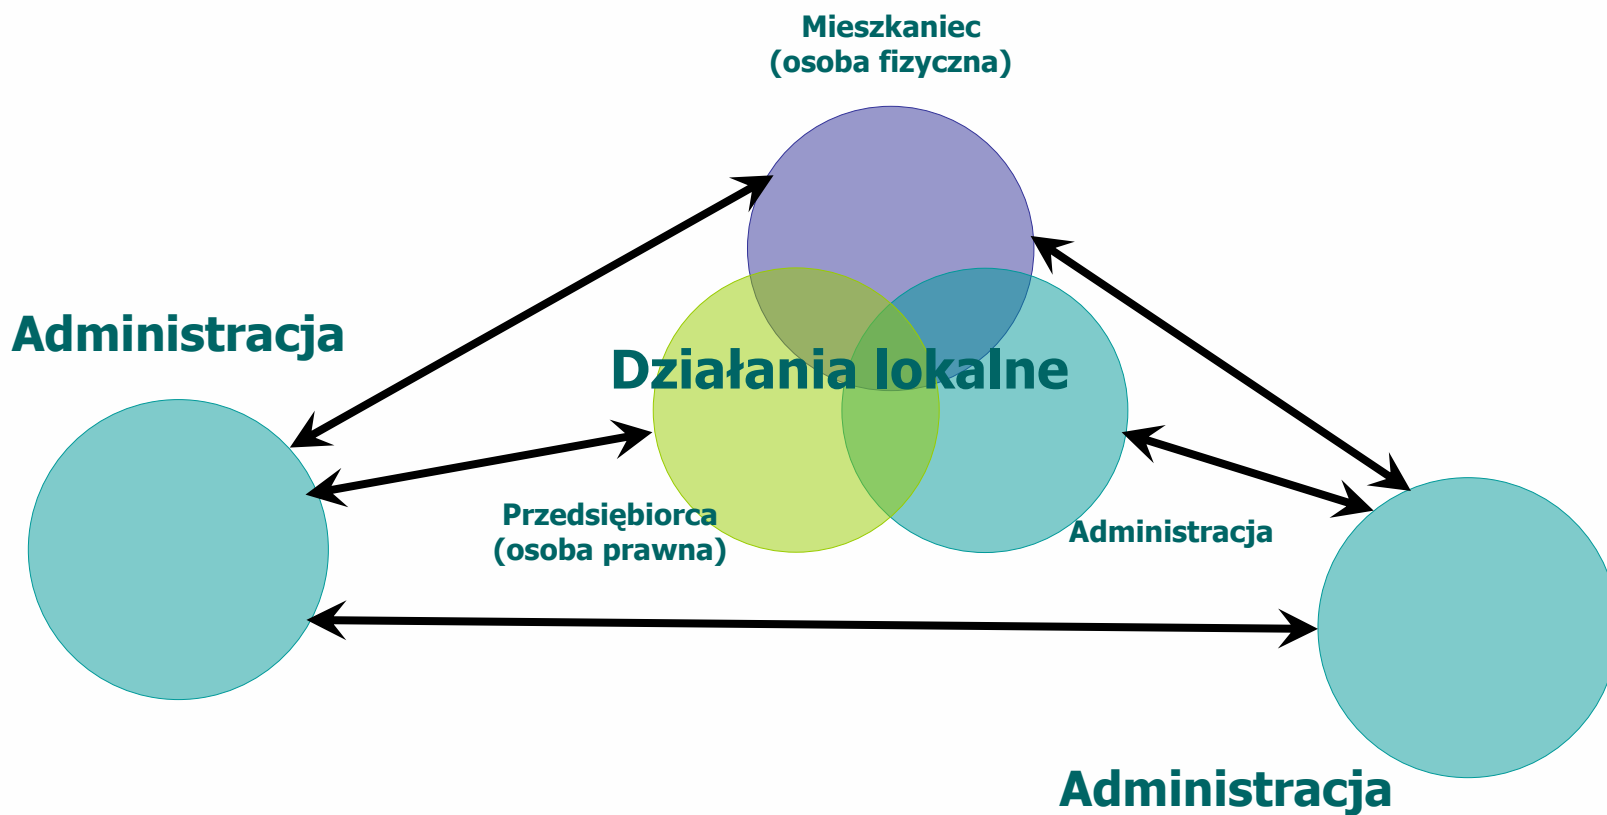 Mieszkaniec
(osoba fizyczna)
Administracja
Działania lokalne
Przedsiębiorca
(osoba prawna)
Administracja
Administracja